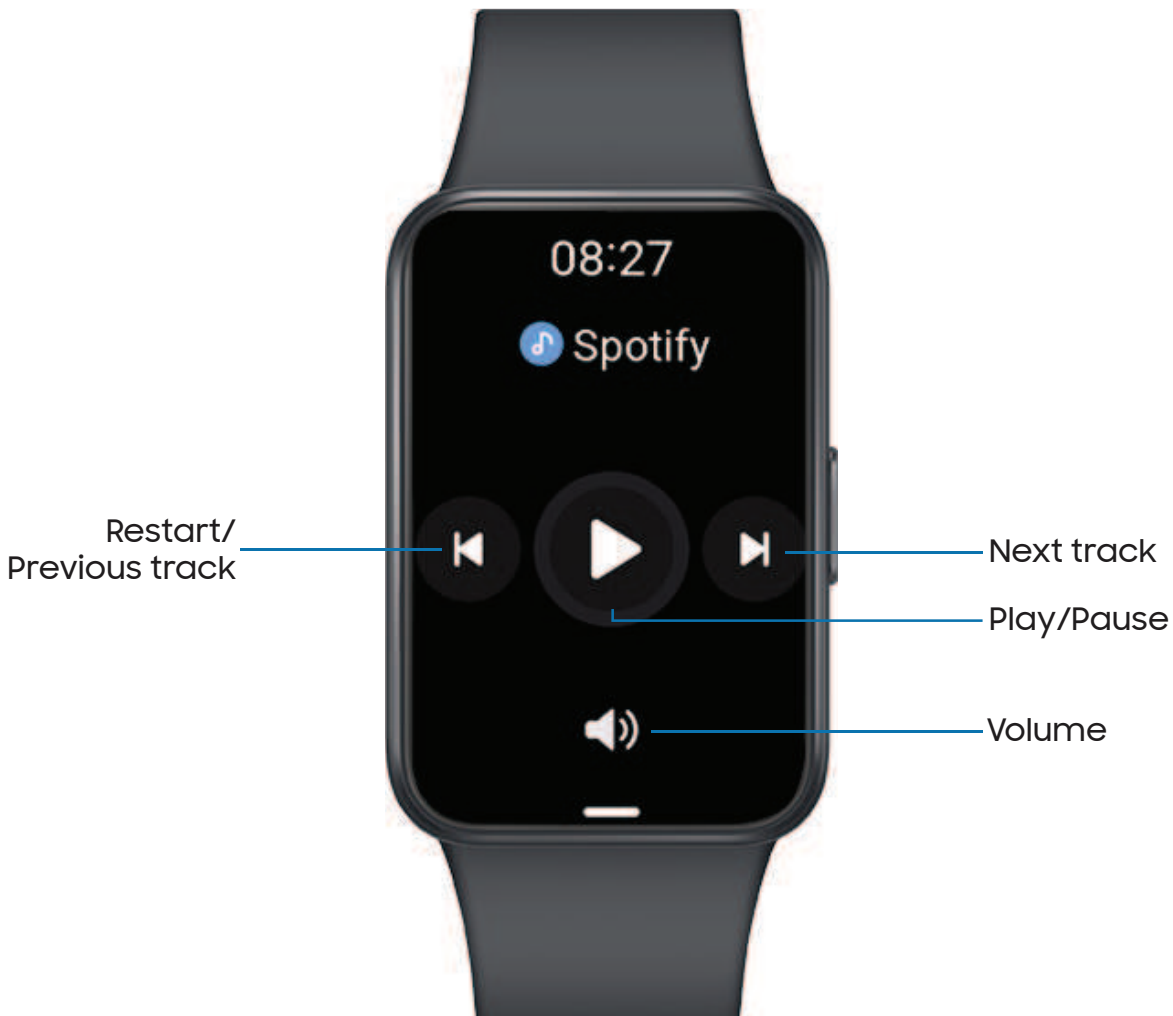 08:27
Spotify
Restart/
Previous track
Next track
Play/Pause
Volume